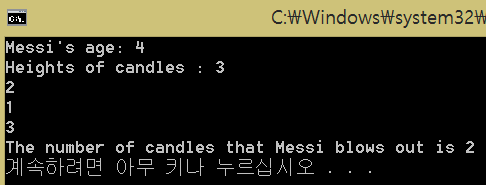 C:\Windows\system32\
Messi's age: 4
Heights of candles : 3
2
1
3
The number of candles that Messi blows out is 2
계속하려면 아무 키나 누르십시오 . . .